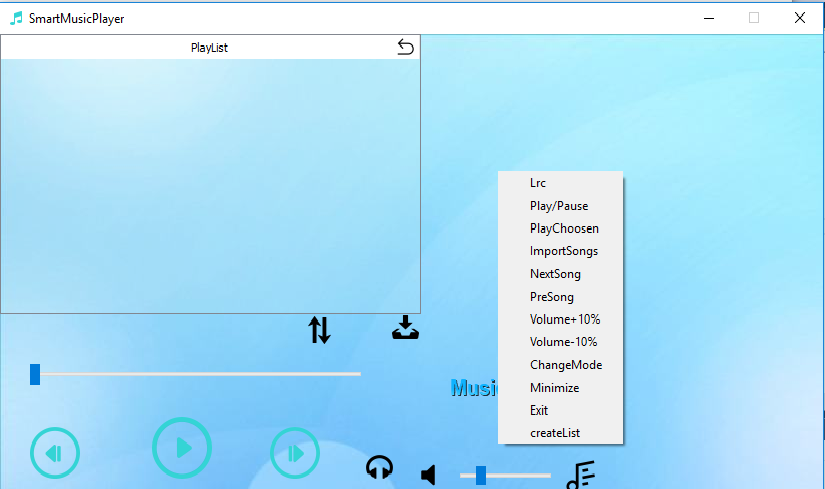 SmartMusicPlayer
PlayList
Lrc
Play/Pause
PlayChoosen
ImportSongs
NextSong
PreSong
Volume+10%
Volume-10%
ChangeMode
Minimize
Exit
createList